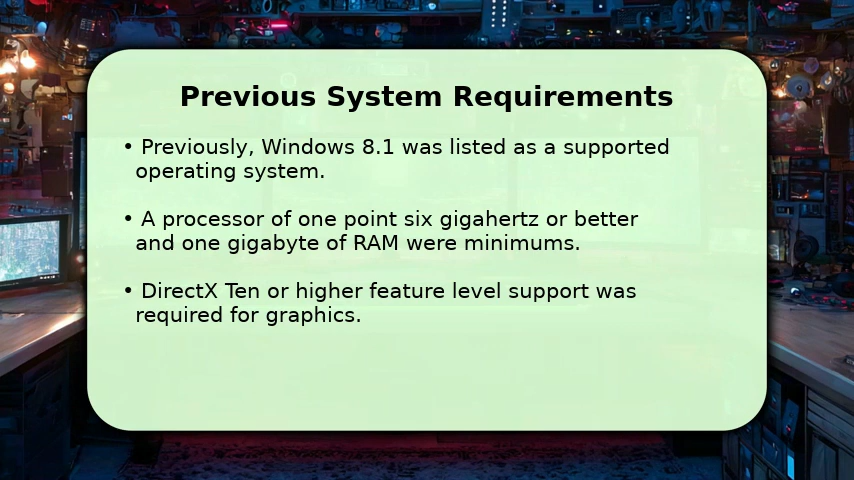 Previous System Requirements
• Previously, Windows 8.1 was listed as a supported
operating system.
• A processor of one point six gigahertz or better
and one gigabyte of RAM were minimums.
• DirectX Ten or higher feature level support was
required for graphics.